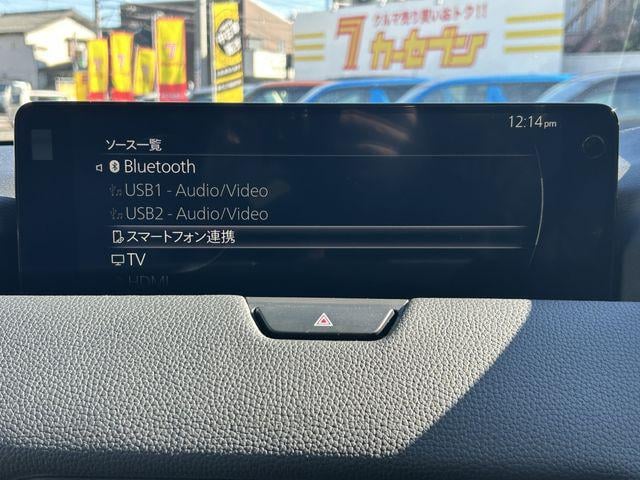 クルマ売り買いおトク!!
7 カーセブン
12:14pm
ソース一覧
Bluetooth
USB1 - Audio/Video
USB2 - Audio/Video
スマートフォン連携
TV
HDMI